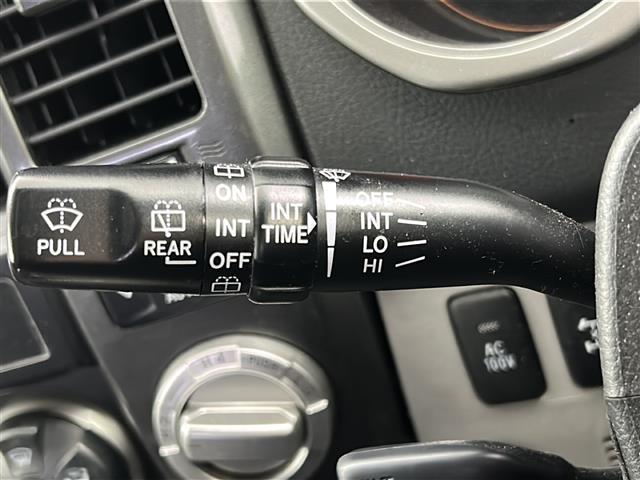 PULL
REAR
ON
INT
OFF
INT
TIME
OFF
INT
LO
HI
AC
100V